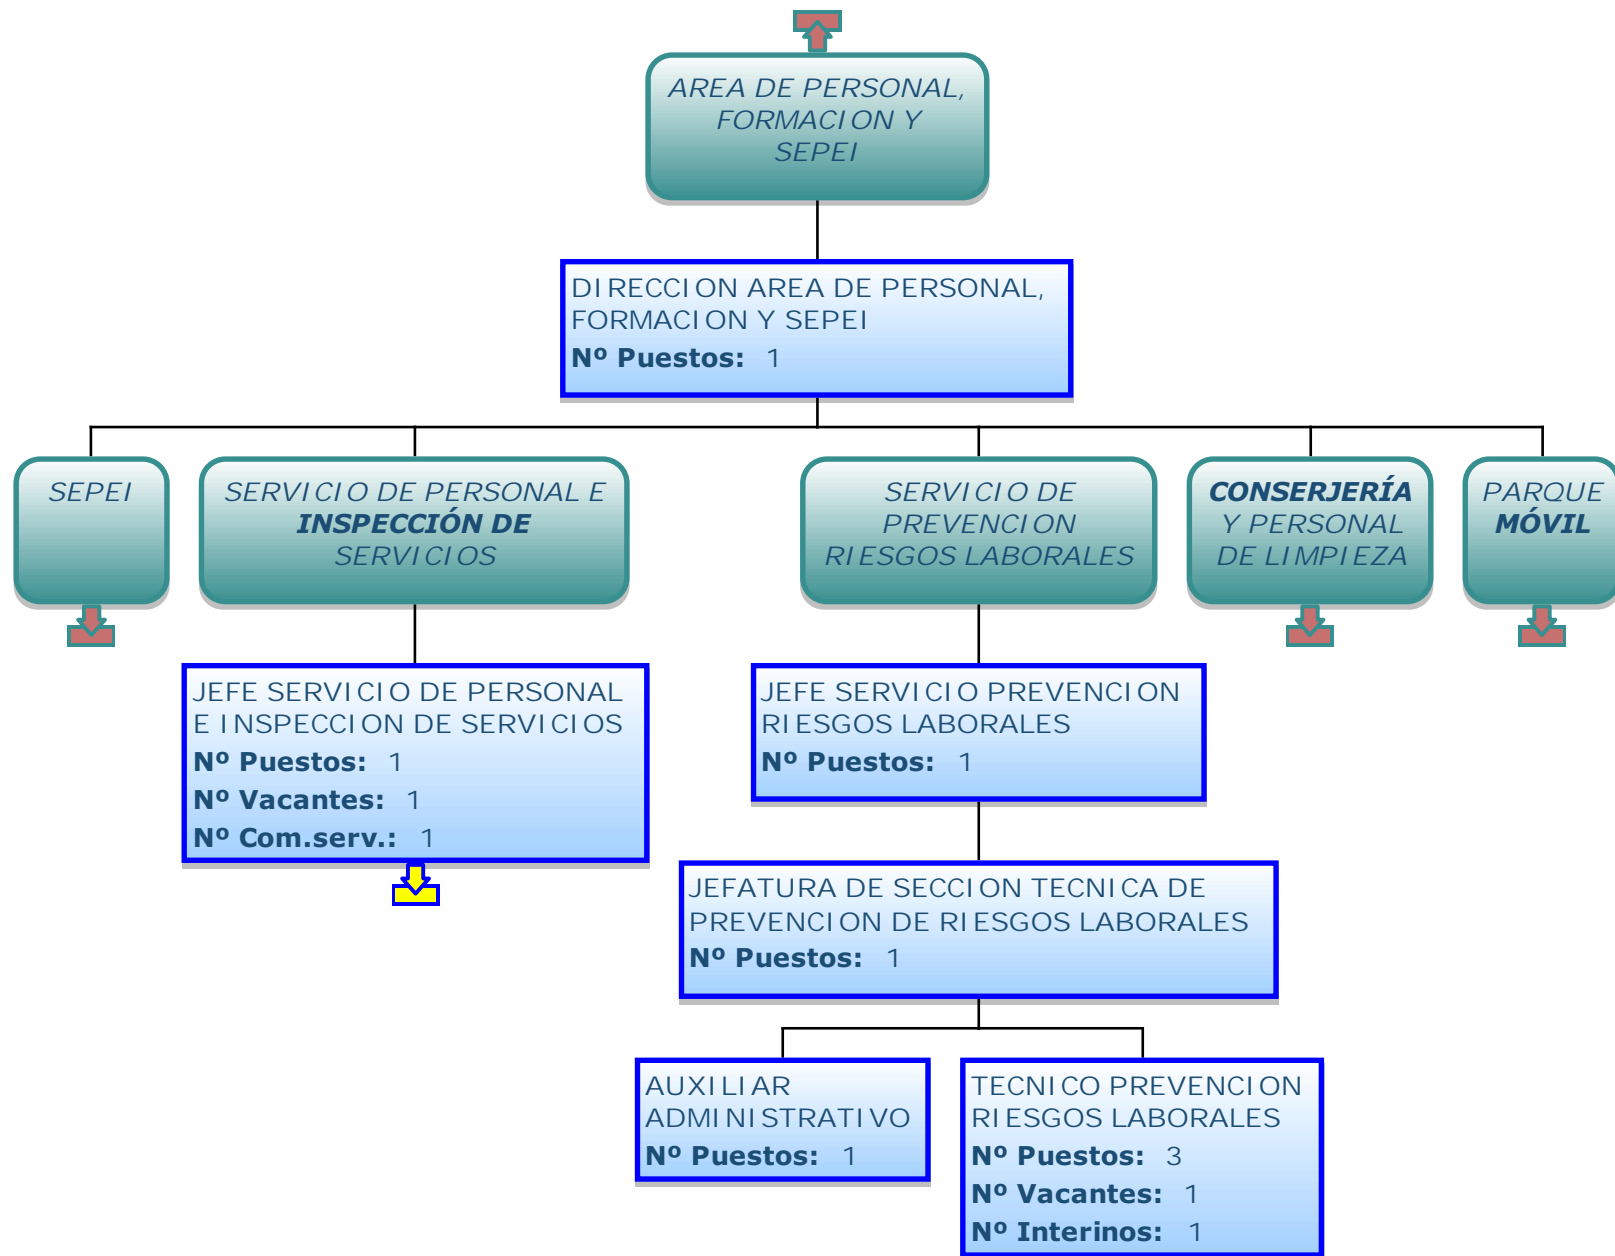 AREA DE PERSONAL,
FORMACION Y
SEPEI
DIRECCION AREA DE PERSONAL,
FORMACION Y SEPEI
Nº Puestos: 1
SEPEI
SERVICIO DE PERSONAL E
INSPECCIÓN DE
SERVICIOS
SERVICIO DE
PREVENCION
RIESGOS LABORALES
CONSERJERÍA
Y PERSONAL
DE LIMPIEZA
PARQUE
MÓVIL
JEFE SERVICIO DE PERSONAL
E INSPECCION DE SERVICIOS
Nº Puestos: 1
Nº Vacantes: 1
Nº Com.serv.: 1
JEFE SERVICIO PREVENCION
RIESGOS LABORALES
Nº Puestos: 1
JEFATURA DE SECCION TECNICA DE
PREVENCION DE RIESGOS LABORALES
Nº Puestos: 1
AUXILIAR
ADMINISTRATIVO
Nº Puestos: 1
TECNICO PREVENCION
RIESGOS LABORALES
Nº Puestos: 3
Nº Vacantes: 1
Nº Interinos: 1